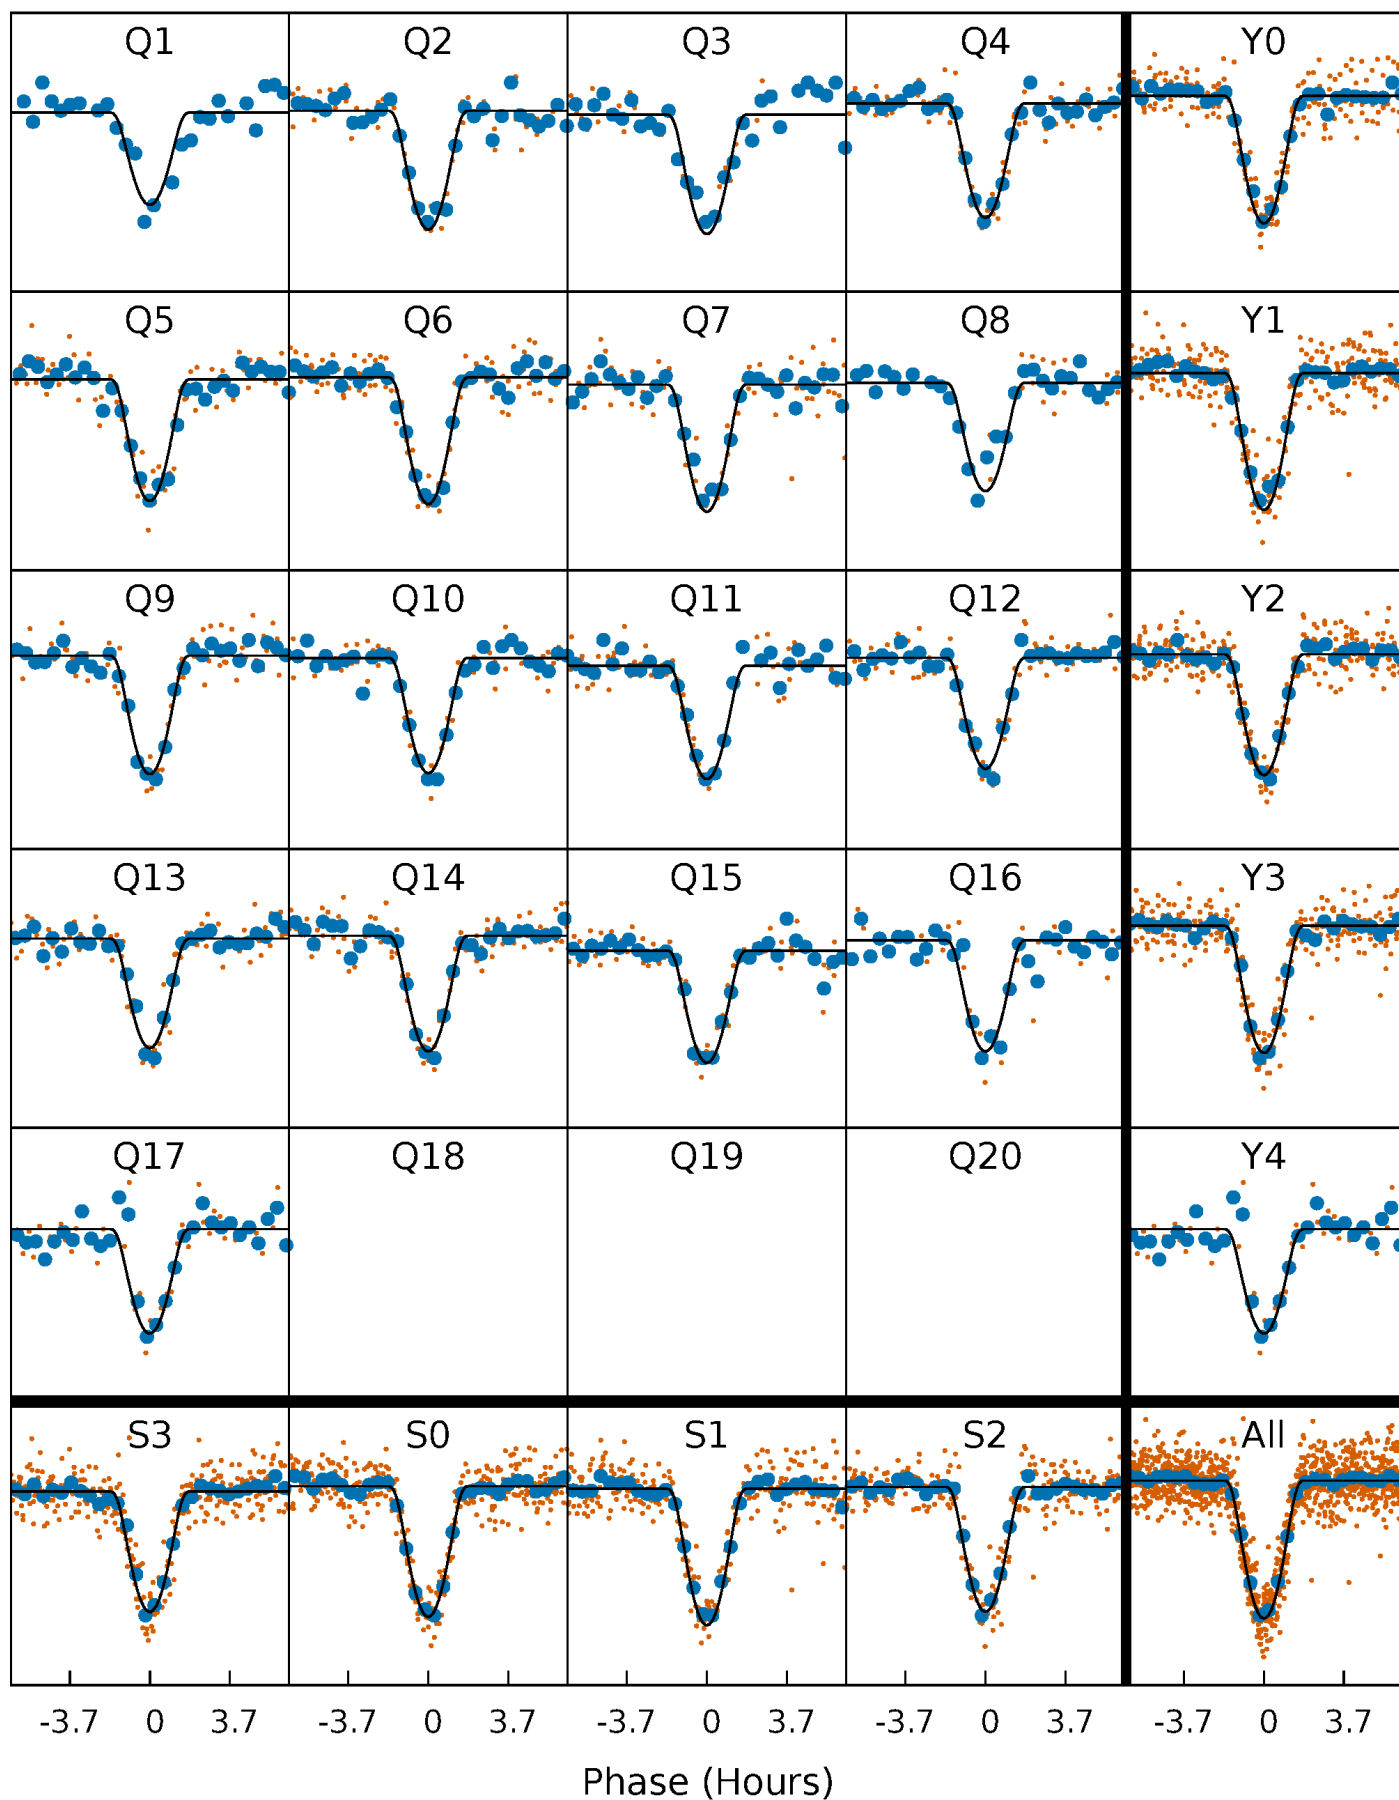 Q1 Q2 Q3 Q4 Y0
Q5 Q6 Q7 Q8 Y1
Q9 Q10 Q11 Q12 Y2
Q13 Q14 Q15 Q16 Y3
Q17 Q18 Q19 Q20 Y4
S3 S0 S1 S2 All
-3.7 0 3.7 -3.7 0 3.7 -3.7 0 3.7 -3.7 0 3.7 -3.7 0 3.7
Phase (Hours)